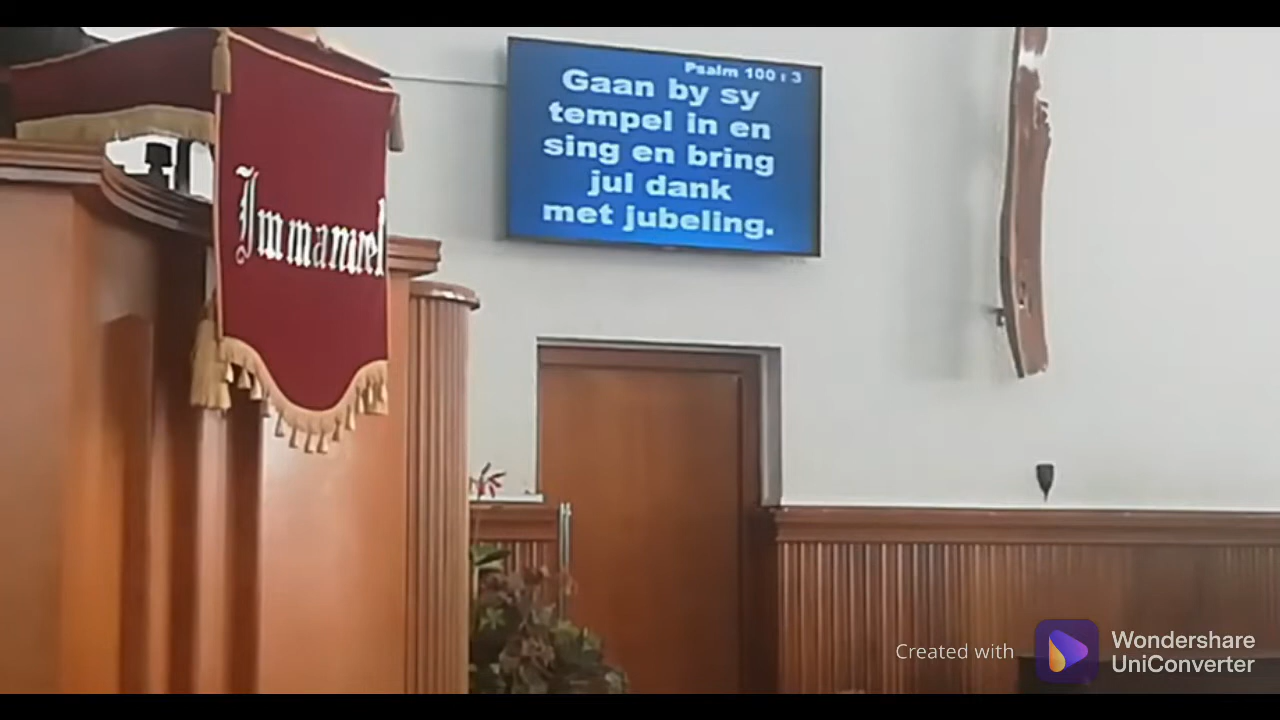 Psalm 100 : 3
Gaan by sy
tempel in en
sing en bring
jul dank
met jubeling.
Immanuel
Created with
Wondershare
UniConverter